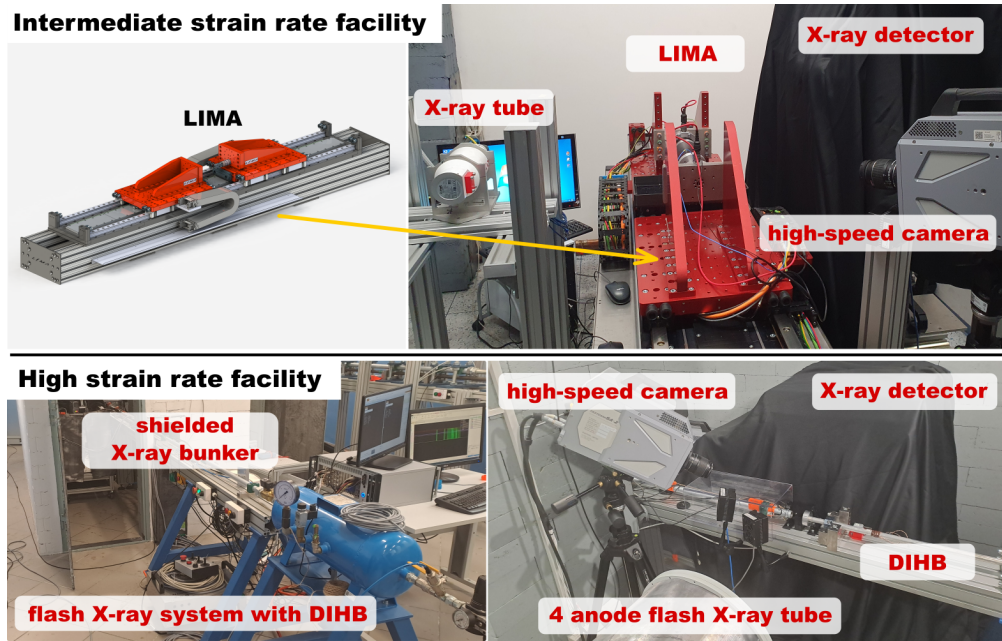 Intermediate strain rate facility
LIMA
X-ray tube
LIMA
X-ray detector
high-speed camera
High strain rate facility
shielded
X-ray bunker
flash X-ray system with DIHB
high-speed camera
X-ray detector
DIHB
4 anode flash X-ray tube